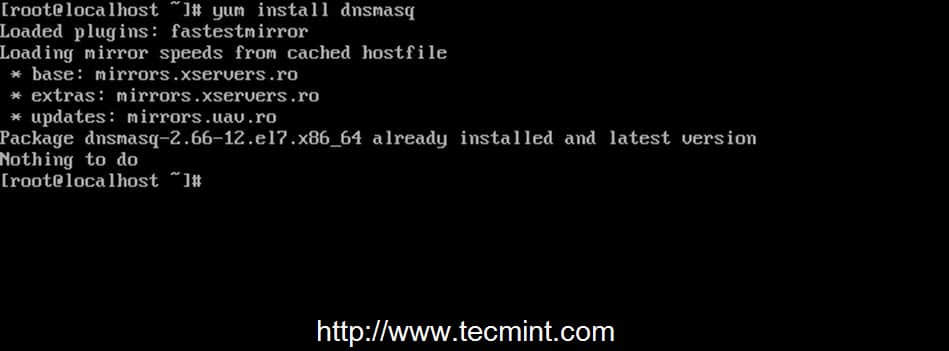 [root@localhost ~]# yum install dnsmasq
Loaded plugins: fastestmirror
Loading mirror speeds from cached hostfile
 * base: mirrors.xservers.ro
 * extras: mirrors.xservers.ro
 * updates: mirrors.uav.ro
Package dnsmasq-2.66-12.el7.x86_64 already installed and latest version
Nothing to do
[root@localhost ~]#
http://www.tecmint.com